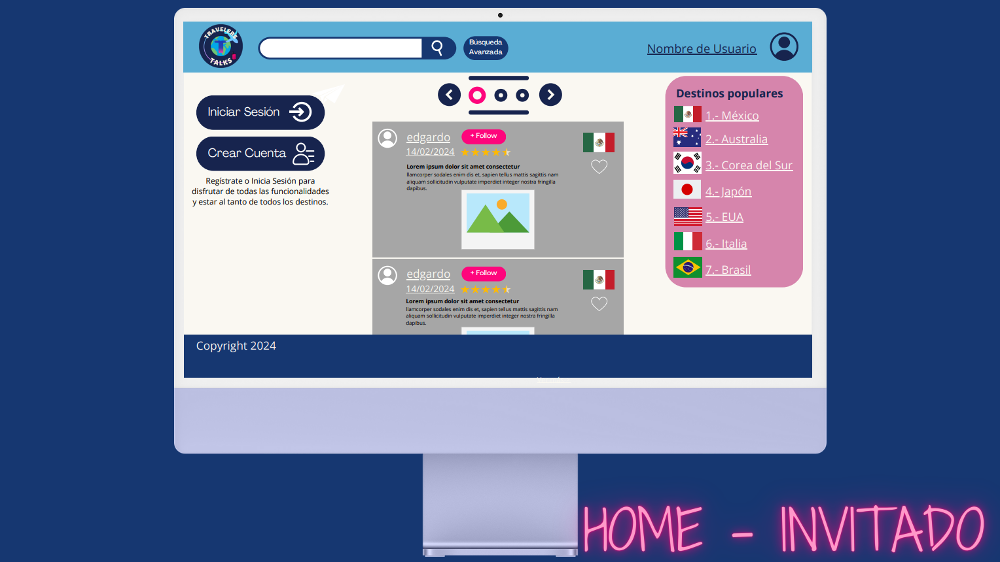 TRAVELERS
T
TALKS
Búsqueda
Avanzada
Nombre de Usuario
Iniciar Sesión
Crear Cuenta
Regístrate o Inicia Sesión para
disfrutar de todas las funcionalidades
y estar al tanto de todos los destinos.
edgardo
+ Follow
14/02/2024
Lorem ipsum dolor sit amet consectetur
llamcorper sodales enim dis et, sapien tellus mattis sagittis nam
aliquam sollicitudin vulputate imperdiet integer nostra fringilla
dapibus.
edgardo
+ Follow
14/02/2024
Lorem ipsum dolor sit amet consectetur
llamcorper sodales enim dis et, sapien tellus mattis sagittis nam
aliquam sollicitudin vulputate imperdiet integer nostra fringilla
dapibus.
Destinos populares
1.- México
2.- Australia
3.- Corea del Sur
4.- Japón
5.- EUA
6.- Italia
7.- Brasil
Copyright 2024
HOME - INVITADO